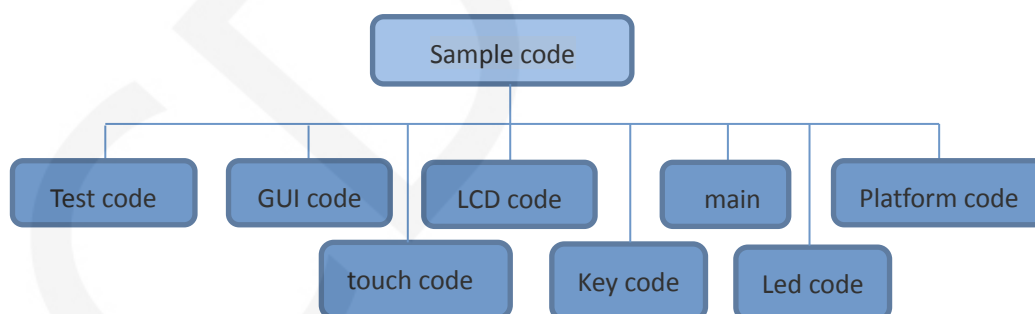 Sample code
Test code
GUI code
LCD code
main
Platform code
touch code
Key code
Led code